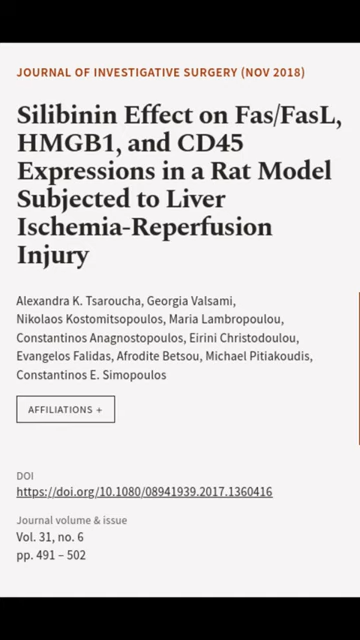 JOURNAL OF INVESTIGATIVE SURGERY (NOV 2018)
Silibinin Effect on Fas/FasL,
HMGB1, and CD45
Expressions in a Rat Model
Subjected to Liver
Ischemia-Reperfusion
Injury
Alexandra K. Tsaroucha, Georgia Valsami,
Nikolaos Kostomitsopoulos, Maria Lambropoulou,
Constantinos Anagnostopoulos, Eirini Christodoulou,
Evangelos Falidas, Afrodite Betsou, Michael Pitiakoudis,
Constantinos E. Simopoulos
AFFILIATIONS +
DOI
https://doi.org/10.1080/08941939.2017.1360416
Journal volume & issue
Vol. 31, no. 6
pp. 491 – 502